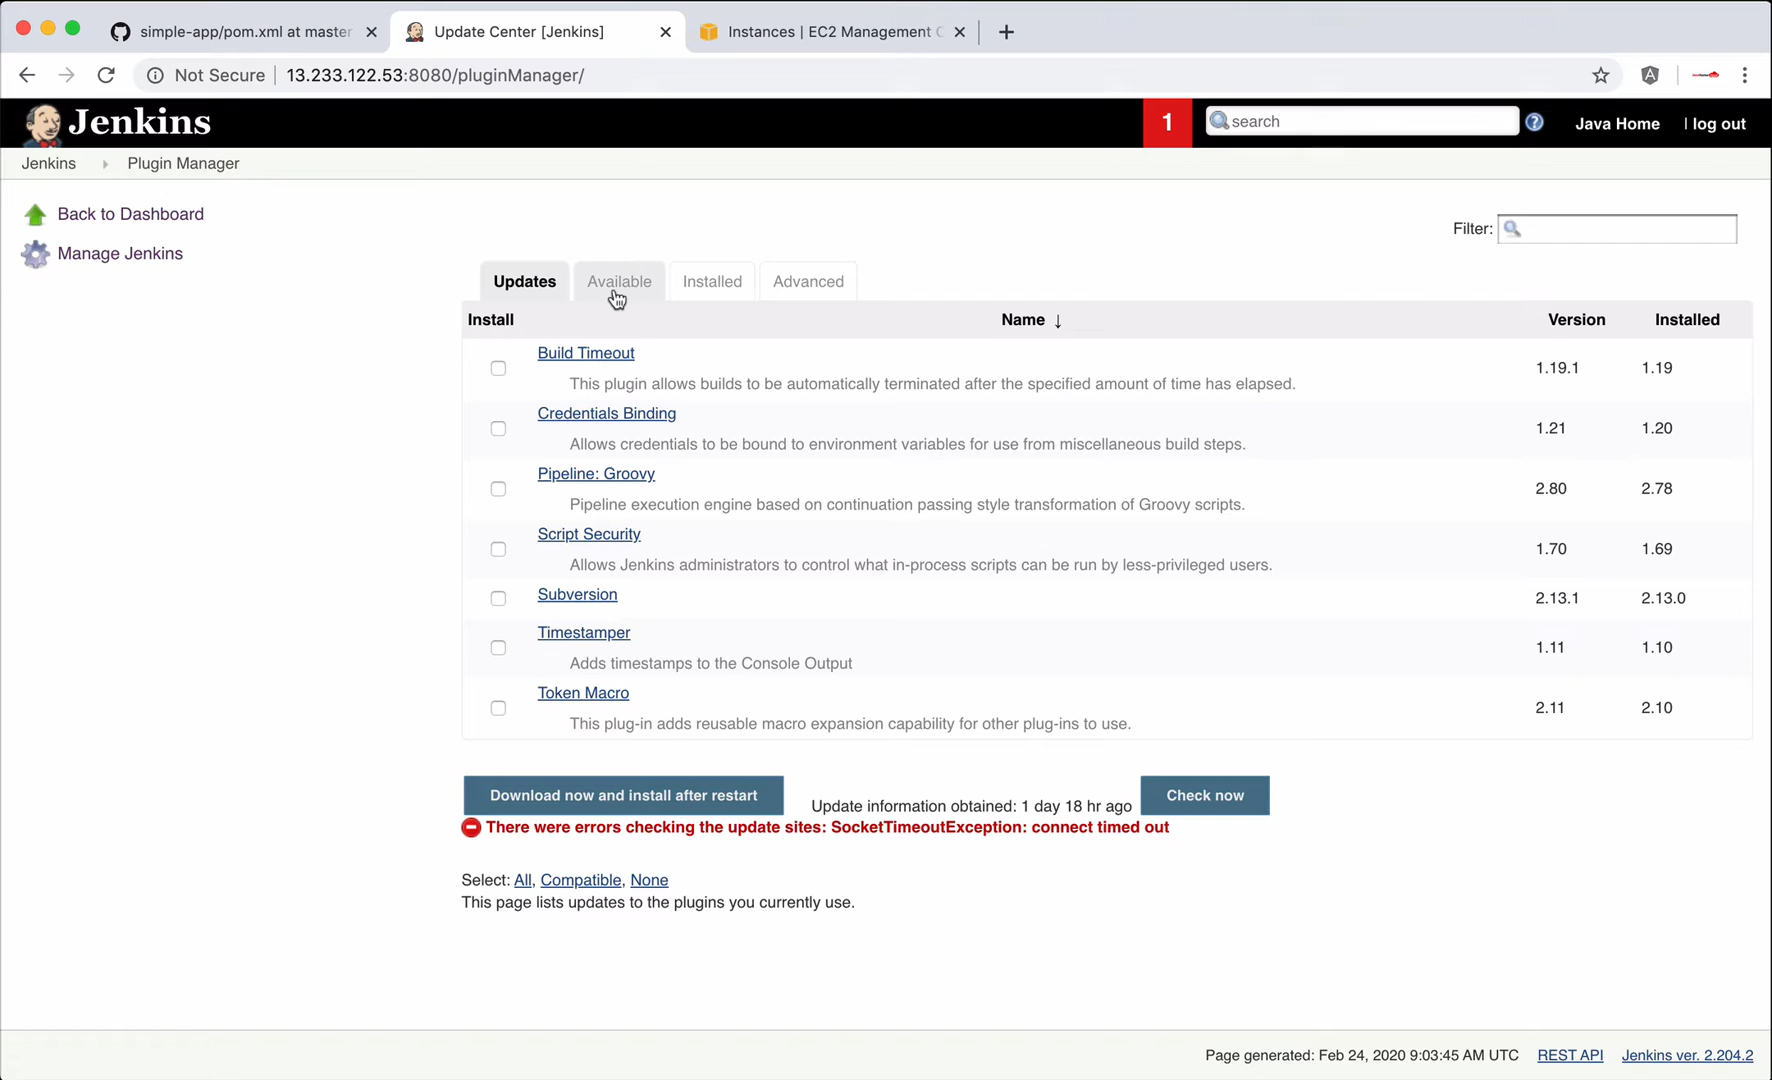 simple-app/pom.xml at master
Update Center [Jenkins]
Instances | EC2 Management C
Not Secure
13.233.122.53:8080/pluginManager/
Jenkins
1
search
Java Home
| log out
Jenkins
Plugin Manager
Back to Dashboard
Manage Jenkins
Filter:
Updates
Available
Installed
Advanced
Install
Name ↓
Version
Installed
Build Timeout
This plugin allows builds to be automatically terminated after the specified amount of time has elapsed.
1.19.1
1.19
Credentials Binding
Allows credentials to be bound to environment variables for use from miscellaneous build steps.
1.21
1.20
Pipeline: Groovy
Pipeline execution engine based on continuation passing style transformation of Groovy scripts.
2.80
2.78
Script Security
Allows Jenkins administrators to control what in-process scripts can be run by less-privileged users.
1.70
1.69
Subversion
2.13.1
2.13.0
Timestamper
Adds timestamps to the Console Output
1.11
1.10
Token Macro
This plug-in adds reusable macro expansion capability for other plug-ins to use.
2.11
2.10
Download now and install after restart
Update information obtained: 1 day 18 hr ago
Check now
There were errors checking the update sites: SocketTimeoutException: connect timed out
Select: All, Compatible, None
This page lists updates to the plugins you currently use.
Page generated: Feb 24, 2020 9:03:45 AM UTC
REST API
Jenkins ver. 2.204.2